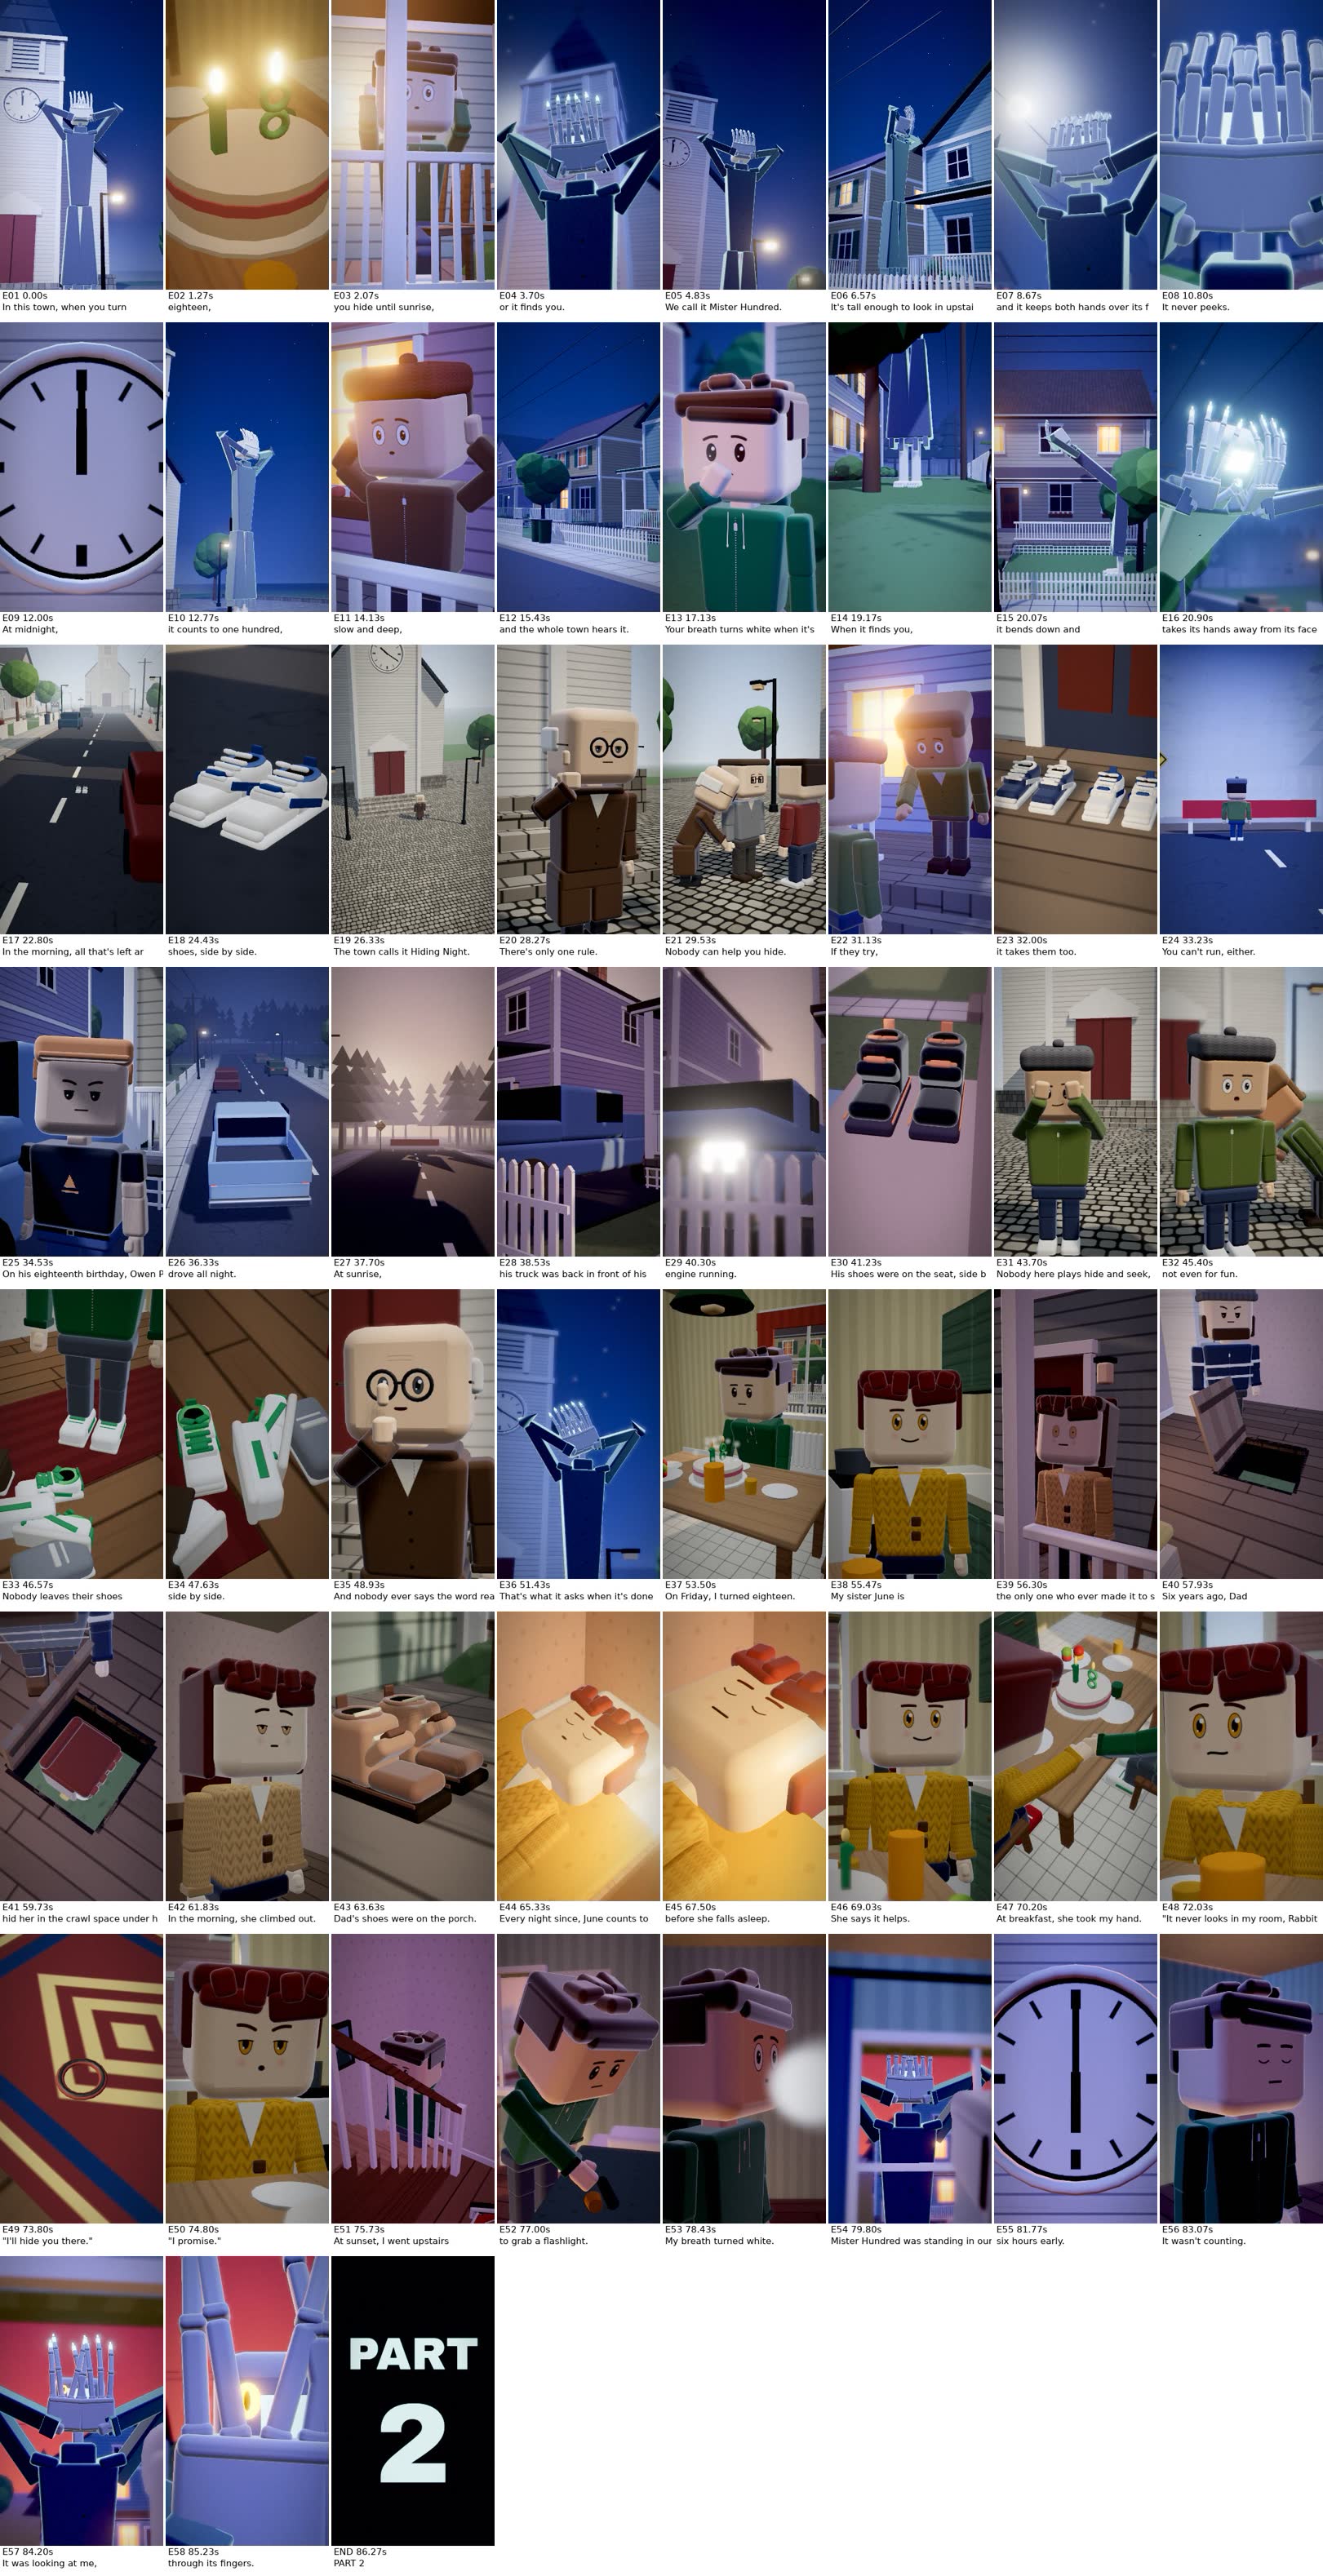 E01 0.00s
In this town, when you turn
E02 1.27s
eighteen,
E03 2.07s
you hide until sunrise,
E04 3.70s
or it finds you.
E05 4.83s
We call it Mister Hundred.
E06 6.57s
It's tall enough to look in upstai
E07 8.67s
and it keeps both hands over its f
E08 10.80s
It never peeks.
E09 12.00s
At midnight,
E10 12.77s
it counts to one hundred,
E11 14.13s
slow and deep,
E12 15.43s
and the whole town hears it.
E13 17.13s
Your breath turns white when it's
E14 19.17s
When it finds you,
E15 20.07s
it bends down and
E16 20.90s
takes its hands away from its face
E17 22.80s
In the morning, all that's left ar
E18 24.43s
shoes, side by side.
E19 26.33s
The town calls it Hiding Night.
E20 28.27s
There's only one rule.
E21 29.53s
Nobody can help you hide.
E22 31.13s
If they try,
E23 32.00s
it takes them too.
E24 33.23s
You can't run, either.
E25 34.53s
On his eighteenth birthday, Owen P
E26 36.33s
drove all night.
E27 37.70s
At sunrise,
E28 38.53s
his truck was back in front of his
E29 40.30s
engine running.
E30 41.23s
His shoes were on the seat, side b
E31 43.70s
Nobody here plays hide and seek,
E32 45.40s
not even for fun.
E33 46.57s
Nobody leaves their shoes
E34 47.63s
side by side.
E35 48.93s
And nobody ever says the word rea
E36 51.43s
That's what it asks when it's done
E37 53.50s
On Friday, I turned eighteen.
E38 55.47s
My sister June is
E39 56.30s
the only one who ever made it to s
E40 57.93s
Six years ago, Dad
E41 59.73s
hid her in the crawl space under h
E42 61.83s
In the morning, she climbed out.
E43 63.63s
Dad's shoes were on the porch.
E44 65.33s
Every night since, June counts to
E45 67.50s
before she falls asleep.
E46 69.03s
She says it helps.
E47 70.20s
At breakfast, she took my hand.
E48 72.03s
"It never looks in my room, Rabbit
E49 73.80s
"I'll hide you there."
E50 74.80s
"I promise."
E51 75.73s
At sunset, I went upstairs
E52 77.00s
to grab a flashlight.
E53 78.43s
My breath turned white.
E54 79.80s
Mister Hundred was standing in our
E55 81.77s
six hours early.
E56 83.07s
It wasn't counting.
E57 84.20s
It was looking at me,
E58 85.23s
through its fingers.
PART
2
END 86.27s
PART 2